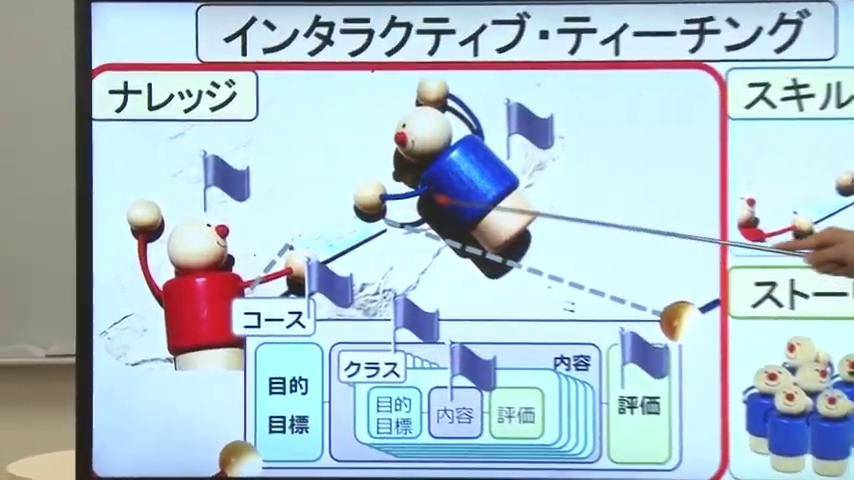 インタラクティブ・ティーチング
ナレッジ
スキル
コース
クラス
内容
目的
目標
目的
目標
内容
評価
評価
ストー